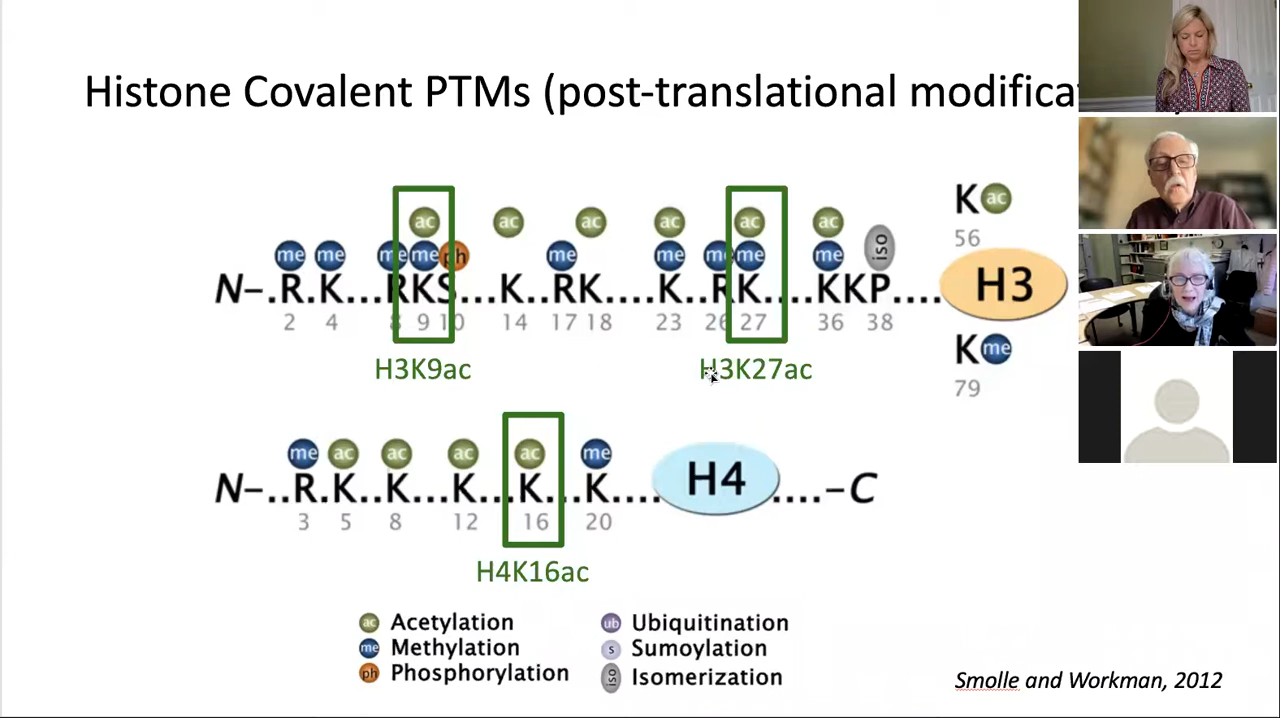 Histone Covalent PTMs (post-translational modifica
K ac
56
ac ac ac ac ac ac
me me me me ph me me me me me iso
N–.R.K...RKS...K..RK....K..RK....KKP.... H3
2 4 8 9 10 14 17 18 23 26 27 36 38
H3K9ac H3K27ac
K me
79
me ac ac ac ac me
N–..R.K..K...K...K...K.... H4 ....–C
3 5 8 12 16 20
H4K16ac
ac Acetylation ub Ubiquitination
me Methylation s Sumoylation
ph Phosphorylation iso Isomerization
Smolle and Workman, 2012